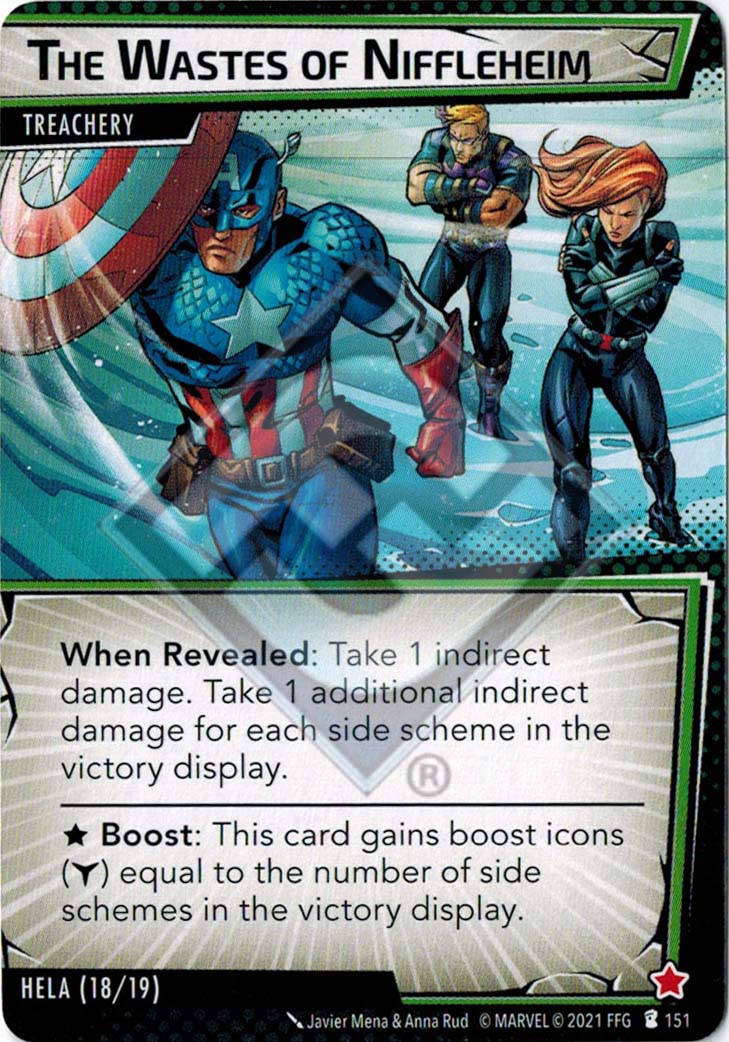 THE WASTES OF NIFFLEHEIM
TREACHERY
When Revealed: Take 1 indirect
damage. Take 1 additional indirect
damage for each side scheme in the
victory display.
★ Boost: This card gains boost icons
( ) equal to the number of side
schemes in the victory display.
HELA (18/19)
Javier Mena & Anna Rud © MARVEL © 2021 FFG 151
®